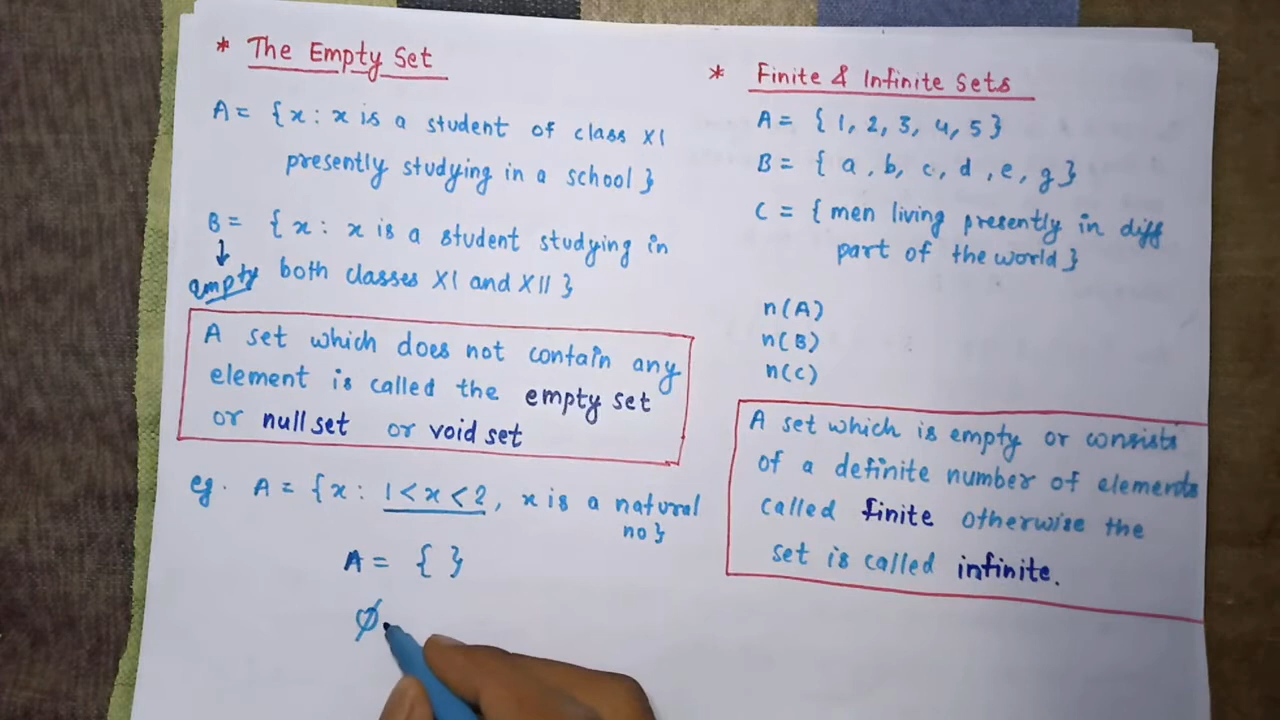 * The Empty Set
A = {x : x is a student of class XI
presently studying in a school}
B = {x : x is a student studying in
↓
empty both classes XI and XII}
A set which does not contain any
element is called the empty set
or null set or void set
eg. A = {x : 1 < x < 2, x is a natural
no}
A = { }
∅
* Finite & Infinite Sets
A = {1, 2, 3, 4, 5}
B = {a, b, c, d, e, g}
C = {men living presently in diff
part of the world}
n(A)
n(B)
n(C)
A set which is empty or consists
of a definite number of elements
called finite otherwise the
set is called infinite.